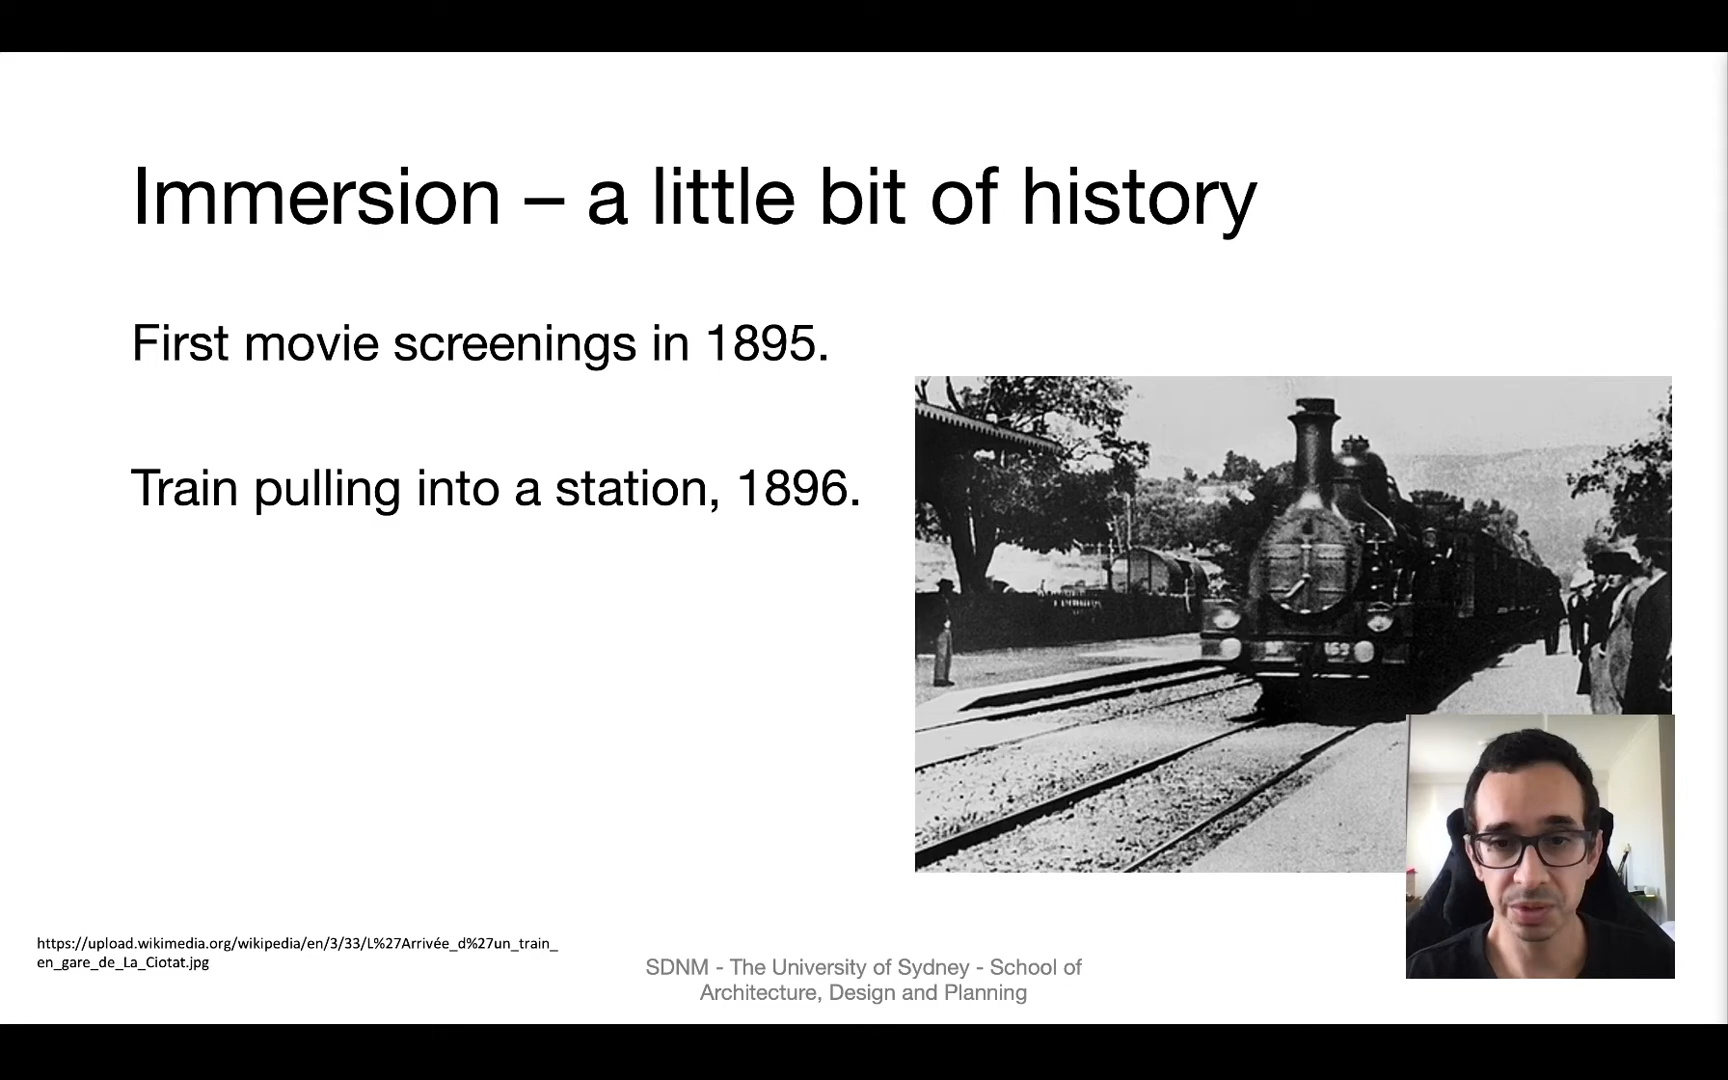 Immersion – a little bit of history
First movie screenings in 1895.
Train pulling into a station, 1896.
https://upload.wikimedia.org/wikipedia/en/3/33/L%27Arrivée_d%27un_train_
en_gare_de_La_Ciotat.jpg
SDNM - The University of Sydney - School of
Architecture, Design and Planning